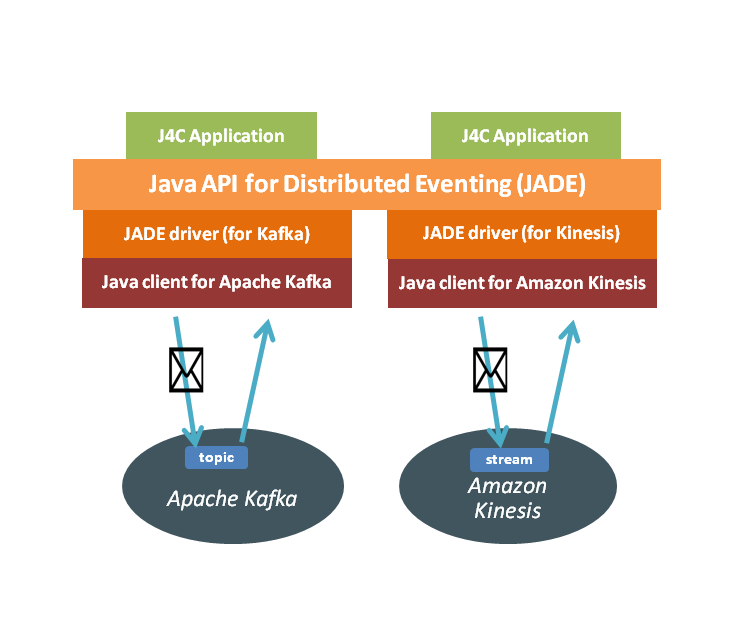 J4C Application
J4C Application
Java API for Distributed Eventing (JADE)
JADE driver (for Kafka)
JADE driver (for Kinesis)
Java client for Apache Kafka
Java client for Amazon Kinesis
topic
Apache Kafka
stream
Amazon
Kinesis